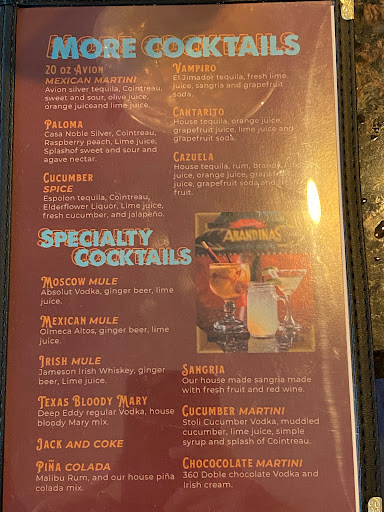 MORE COCKTAILS
20 OZ AVION
MEXICAN MARTINI
Avion silver tequila, Cointreau,
sweet and sour, olive juice,
orange juiceand lime juice.
PALOMA
Casa Noble Silver, Cointreau,
Raspberry peach, Lime juice,
Splashof sweet and sour and
agave nectar.
CUCUMBER
SPICE
Espolon tequila, Cointreau,
Elderflower Liquor, Lime juice,
fresh cucumber, and jalapeño.
VAMPIRO
El Jimador tequila, fresh lime
juice, sangria and grapefruit
soda.
CANTARITO
House tequila, orange juice,
grapefruit juice, lime juice and
grapefruit soda.
CAZUELA
House tequila, rum, brandy,
juice, orange juice, grapefruit
juice, grapefruit soda and
fruit.
ARANDINAS
SPECIALTY
COCKTAILS
MOSCOW MULE
Absolut Vodka, ginger beer, lime
juice.
MEXICAN MULE
Olmeca Altos, ginger beer, lime
juice.
IRISH MULE
Jameson Irish Whiskey, ginger
beer, Lime juice.
TEXAS BLOODY MARY
Deep Eddy regular Vodka, house
bloody Mary mix.
JACK AND COKE
PIÑA COLADA
Malibu Rum, and our house piña
colada mix.
SANGRIA
Our house made sangria made
with fresh fruit and red wine.
CUCUMBER MARTINI
Stoli Cucumber Vodka, muddled
cucumber, lime juice, simple
syrup and splash of Cointreau.
CHOCOCOLATE MARTINI
360 Doble chocolate Vodka and
Irish cream.